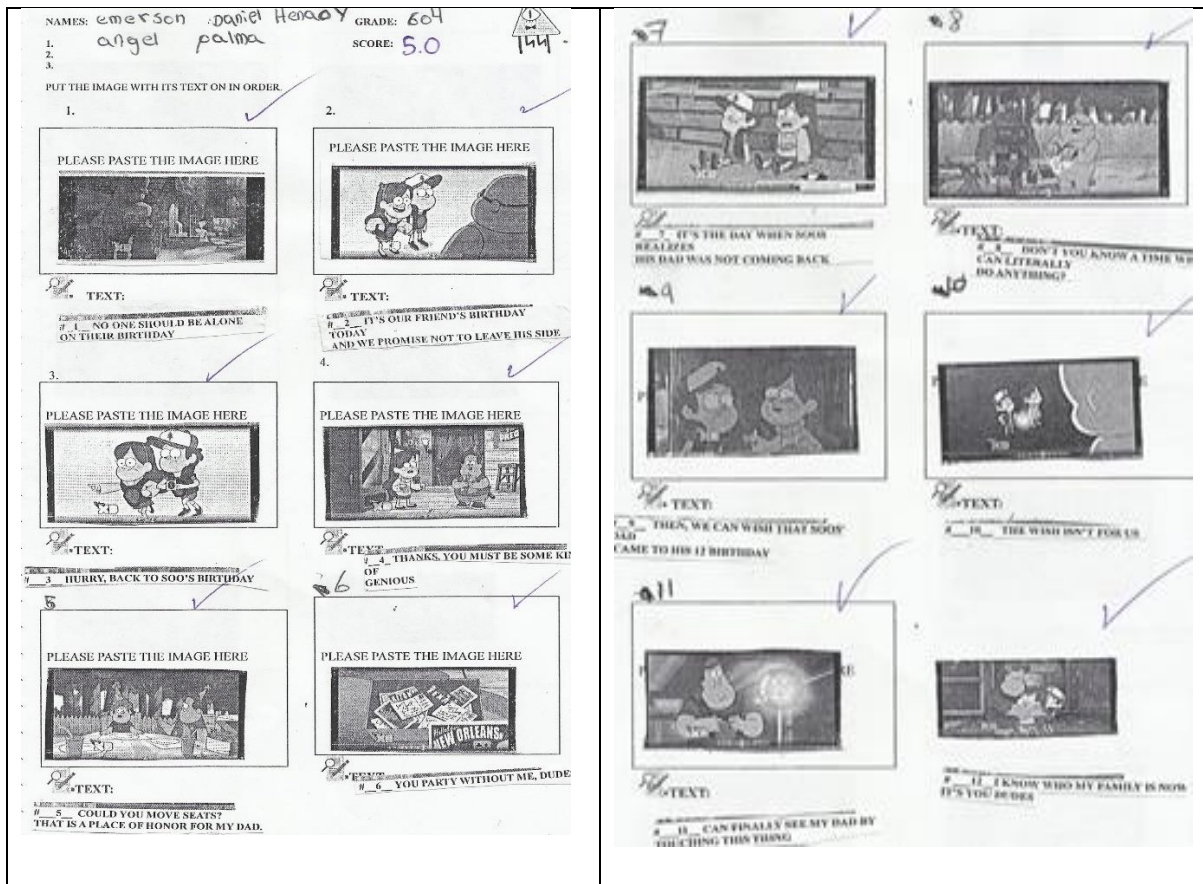 NAMES: emerson Daniel Henaoy GRADE: 604
1. angel palma SCORE: 5.0
2.
3.
144
PUT THE IMAGE WITH ITS TEXT ON IN ORDER.
1. 2.
PLEASE PASTE THE IMAGE HERE
PLEASE PASTE THE IMAGE HERE
TEXT:
TEXT:
#_1_ NO ONE SHOULD BE ALONE
ON THEIR BIRTHDAY
#_2_ IT'S OUR FRIEND'S BIRTHDAY
TODAY
AND WE PROMISE NOT TO LEAVE HIS SIDE
3. 4.
PLEASE PASTE THE IMAGE HERE
PLEASE PASTE THE IMAGE HERE
XD
TEXT:
TEXT:
#_3_ HURRY, BACK TO SOO'S BIRTHDAY
#_4_ THANKS, YOU MUST BE SOME KIN
OF
GENIOUS
5 6
PLEASE PASTE THE IMAGE HERE
PLEASE PASTE THE IMAGE HERE
XD
NEW ORLEANS
TEXT:
TEXT
#_5_ COULD YOU MOVE SEATS?
THAT IS A PLACE OF HONOR FOR MY DAD.
#_6_ YOU PARTY WITHOUT ME, DUDE
7 8
XD
#_7_ IT'S THE DAY WHEN SOOS
REALIZES
HIS DAD WAS NOT COMING BACK
TEXT:
#_8_ DON'T YOU KNOW A TIME W
CAN LITERALLY
DO ANYTHING?
9 10
XD
TEXT:
TEXT:
_9_ THEN, WE CAN WISH THAT SOOS'
DAD
CAME TO HIS 12 BIRTHDAY
#_10_ THE WISH ISN'T FOR US
11
RE
TEXT:
#_11_ CAN FINALLY SEE MY DAD BY
TOUCHING THIS THING
#_12_ I KNOW WHO MY FAMILY IS NOW
IT'S YOU DUDES